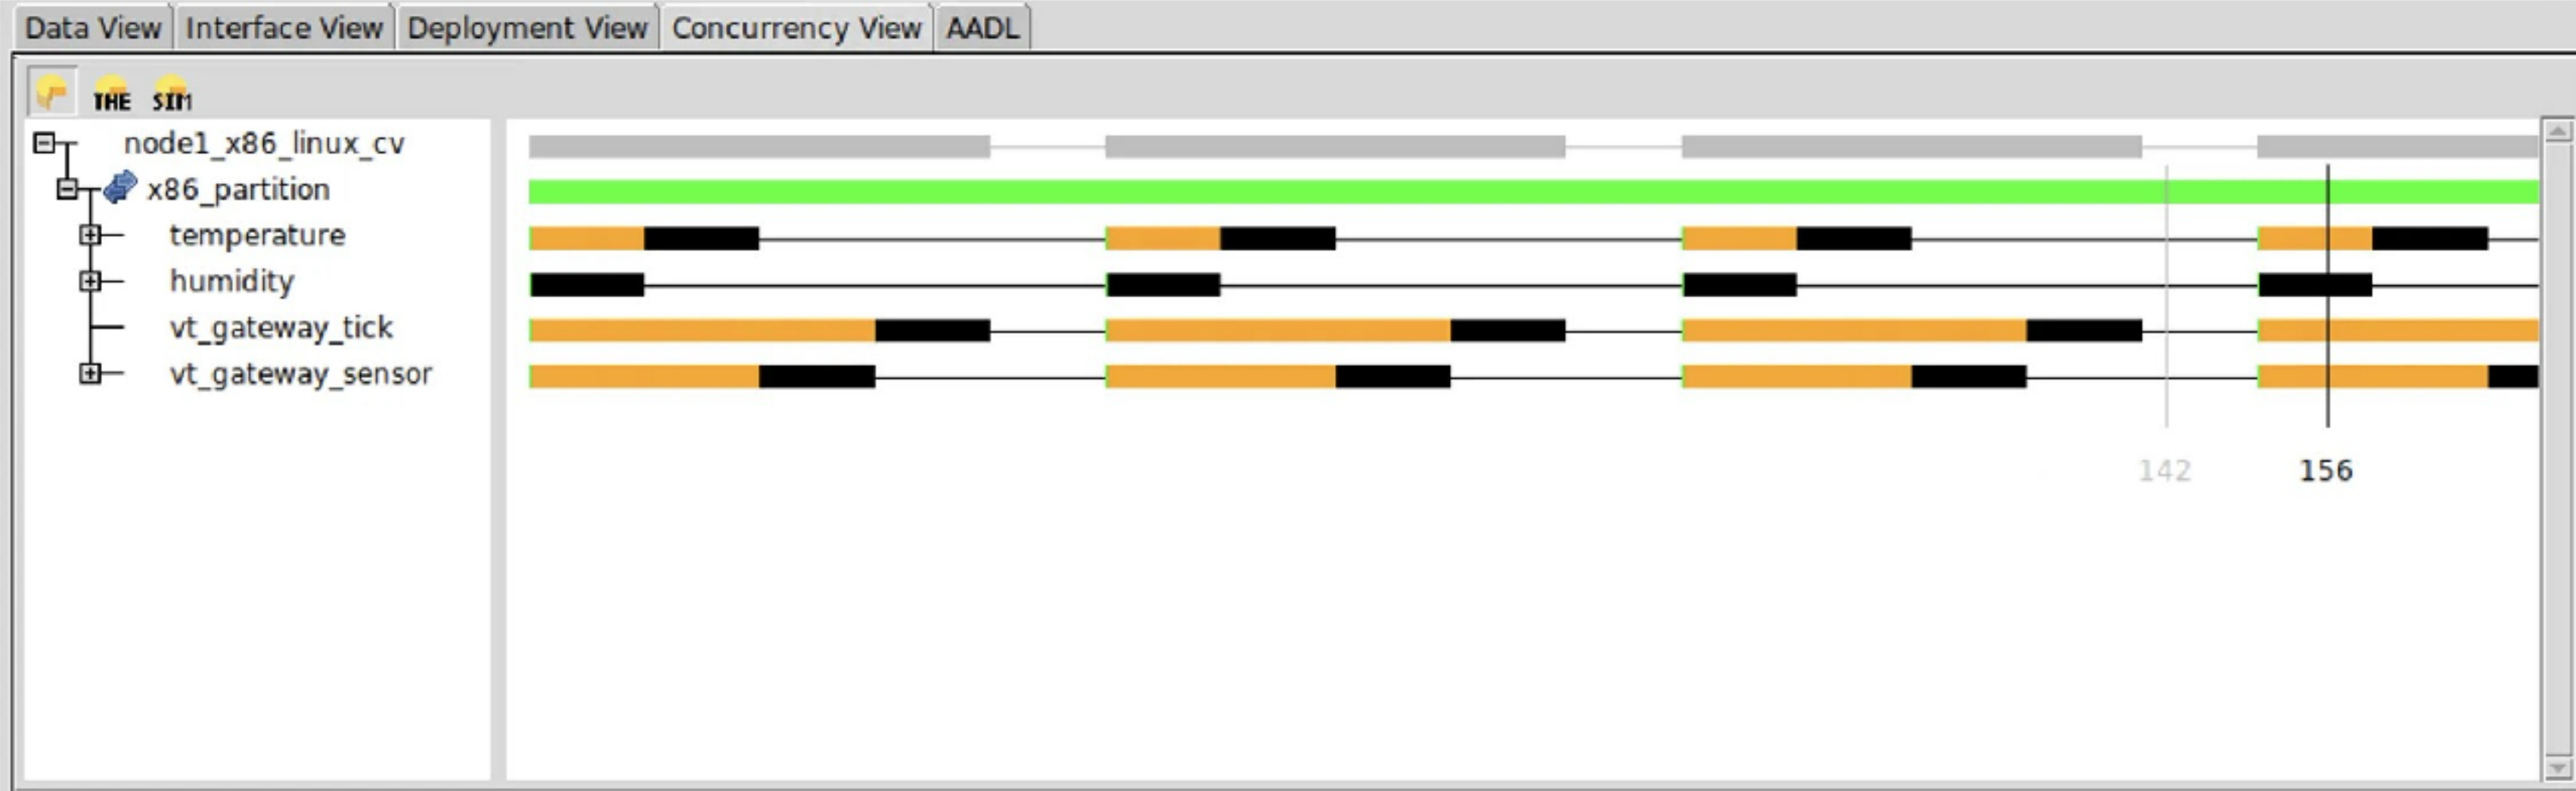 Data View Interface View Deployment View Concurrency View AADL
THE SIM
node1_x86_linux_cv
x86_partition
temperature
humidity
vt_gateway_tick
vt_gateway_sensor
142 156